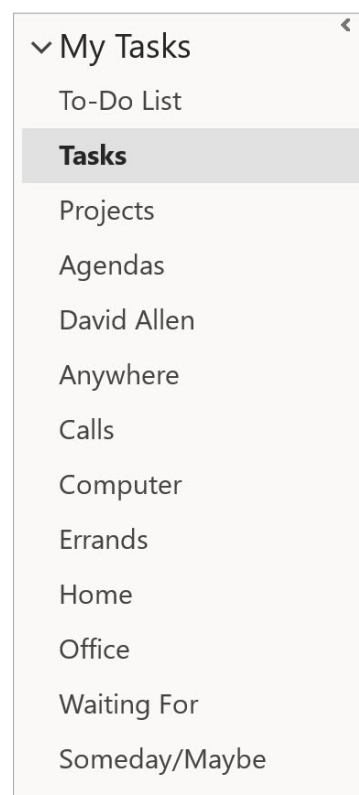 My Tasks
To-Do List
Tasks
Projects
Agendas
David Allen
Anywhere
Calls
Computer
Errands
Home
Office
Waiting For
Someday/Maybe